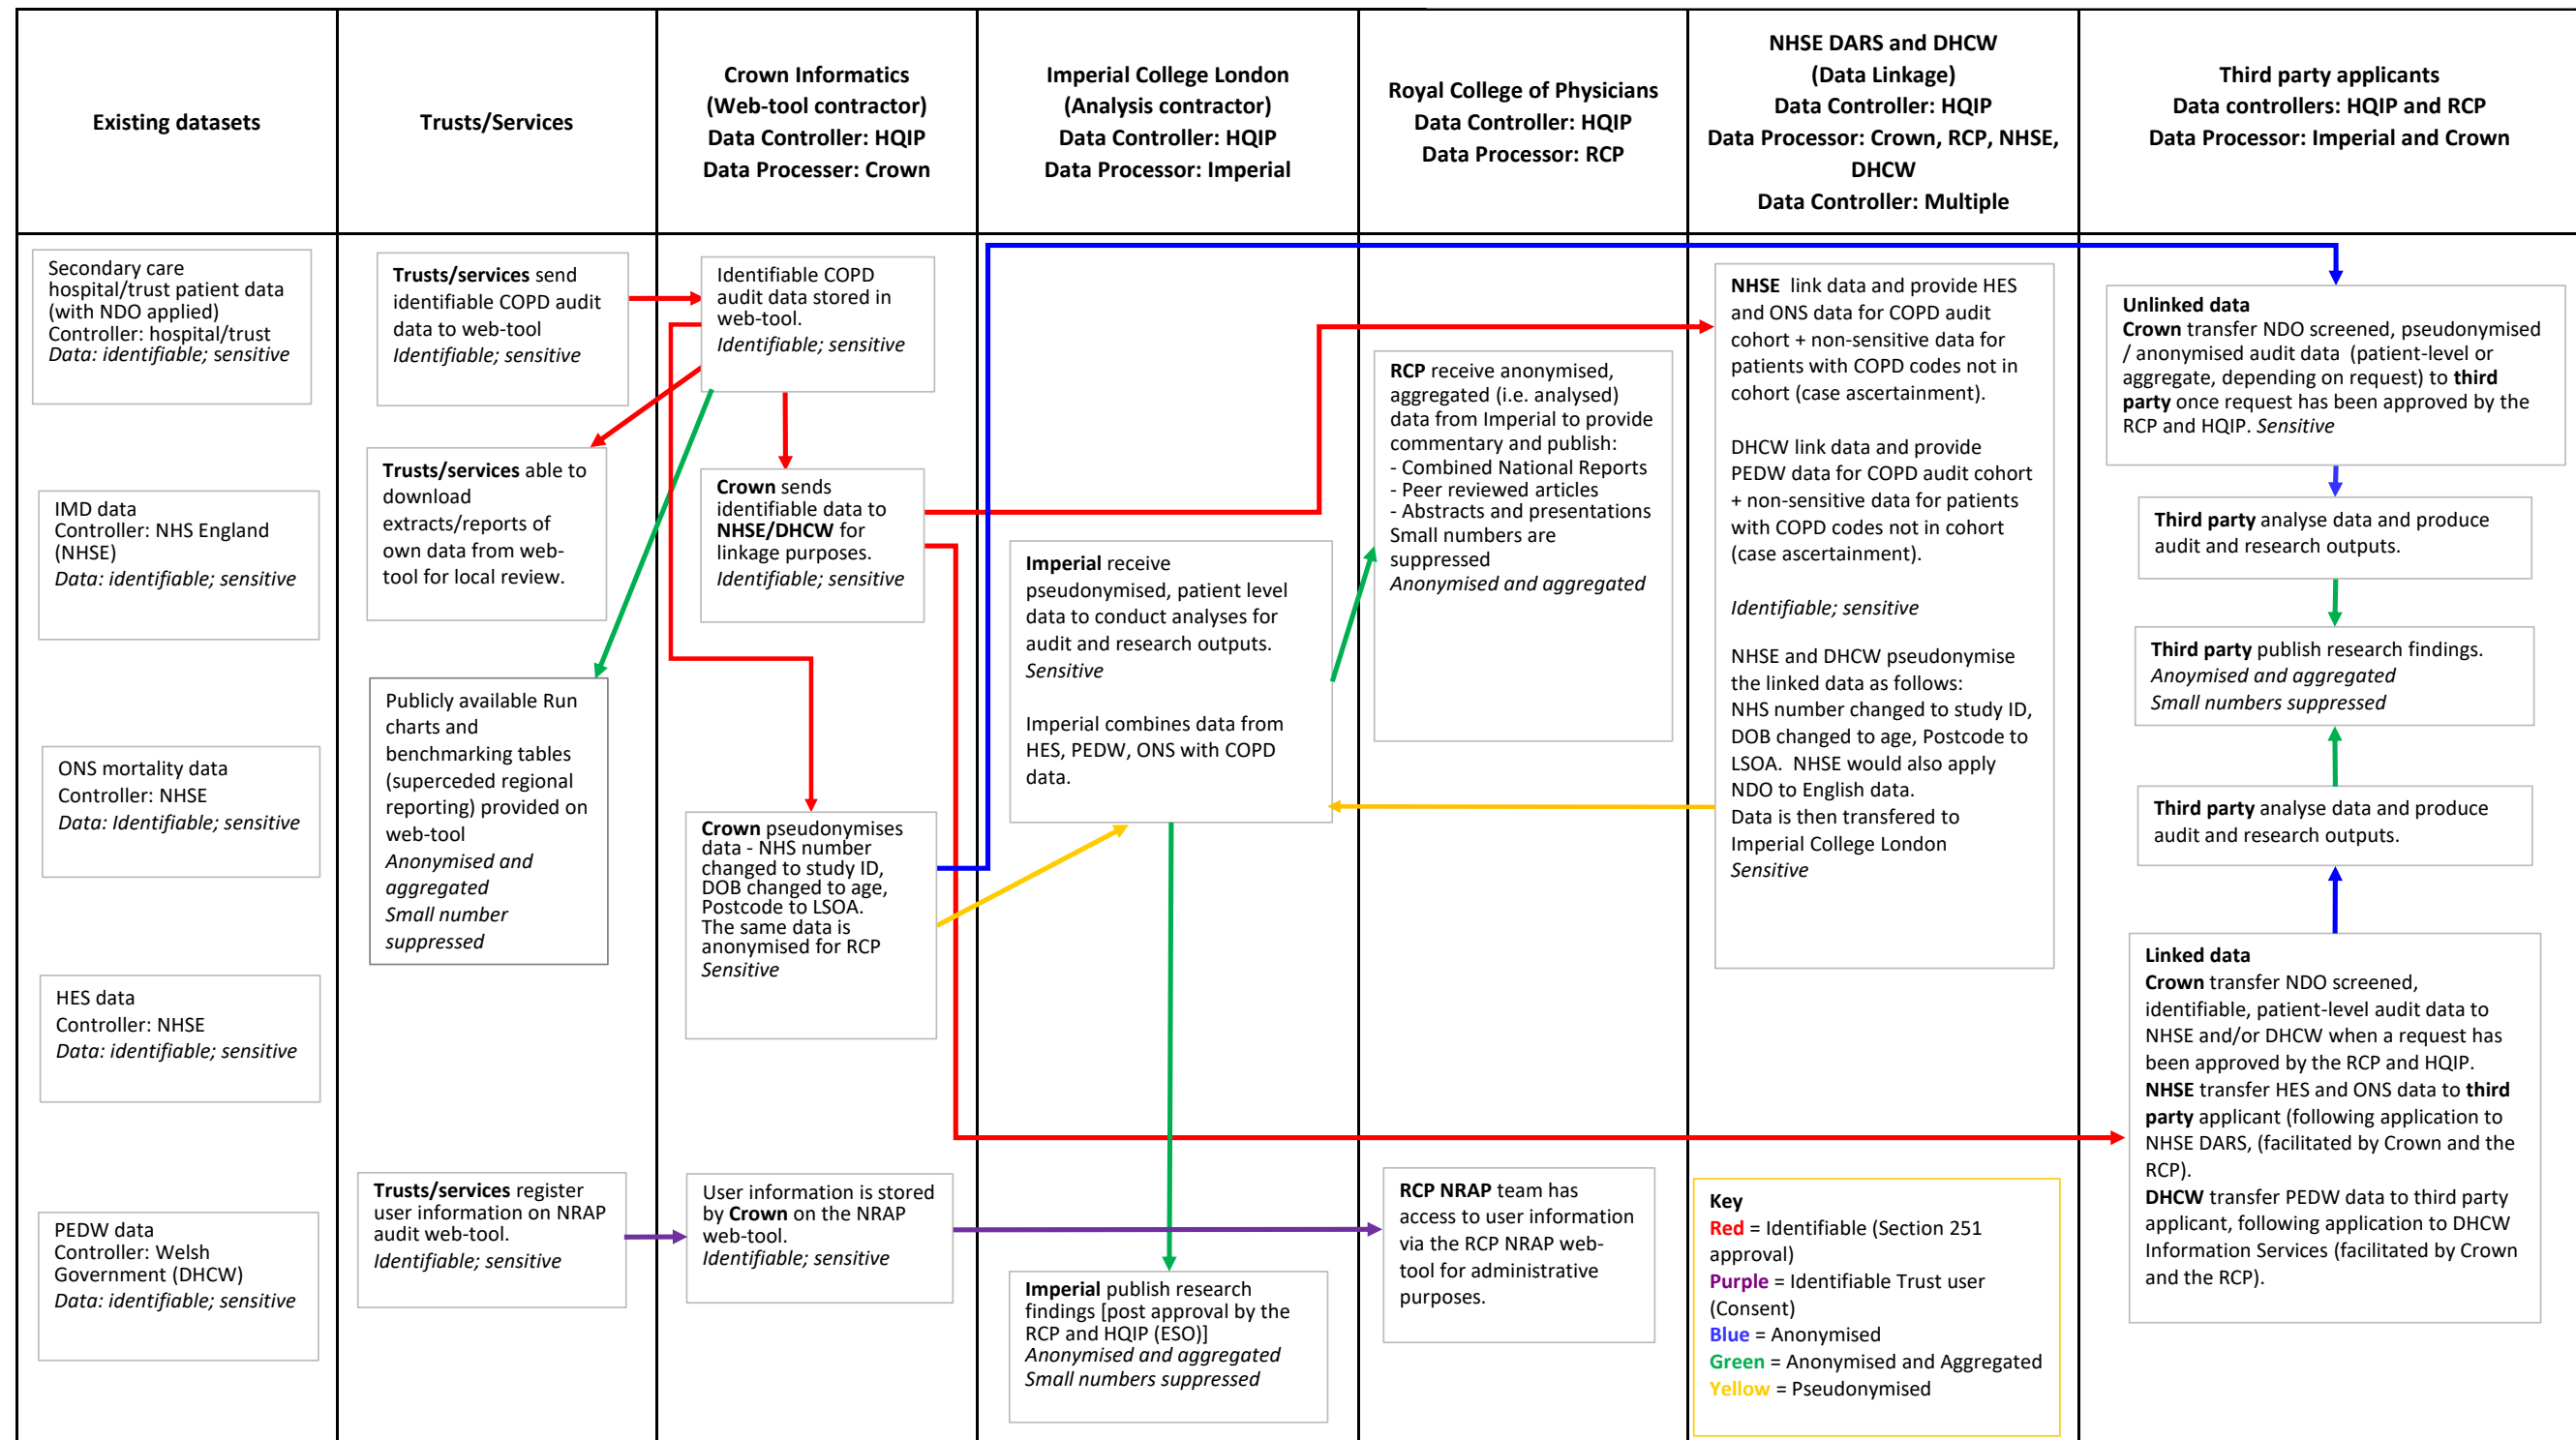 Existing datasets
Trusts/Services
Crown Informatics
(Web-tool contractor)
Data Controller: HQIP
Data Processer: Crown
Imperial College London
(Analysis contractor)
Data Controller: HQIP
Data Processor: Imperial
Royal College of Physicians
Data Controller: HQIP
Data Processor: RCP
NHSE DARS and DHCW
(Data Linkage)
Data Controller: HQIP
Data Processor: Crown, RCP, NHSE,
DHCW
Data Controller: Multiple
Third party applicants
Data controllers: HQIP and RCP
Data Processor: Imperial and Crown
Secondary care
hospital/trust patient data
(with NDO applied)
Controller: hospital/trust
Data: identifiable; sensitive
IMD data
Controller: NHS England
(NHSE)
Data: identifiable; sensitive
ONS mortality data
Controller: NHSE
Data: Identifiable; sensitive
HES data
Controller: NHSE
Data: identifiable; sensitive
PEDW data
Controller: Welsh
Government (DHCW)
Data: identifiable; sensitive
Trusts/services send
identifiable COPD audit
data to web-tool
Identifiable; sensitive
Trusts/services able to
download
extracts/reports of
own data from web-
tool for local review.
Publicly available Run
charts and
benchmarking tables
(superceded regional
reporting) provided on
web-tool
Anonymised and
aggregated
Small number
suppressed
Trusts/services register
user information on NRAP
audit web-tool.
Identifiable; sensitive
Identifiable COPD
audit data stored in
web-tool.
Identifiable; sensitive
Crown sends
identifiable data to
NHSE/DHCW for
linkage purposes.
Identifiable; sensitive
Crown pseudonymises
data - NHS number
changed to study ID,
DOB changed to age,
Postcode to LSOA.
The same data is
anonymised for RCP
Sensitive
User information is stored
by Crown on the NRAP
web-tool.
Identifiable; sensitive
Imperial receive
pseudonymised, patient level
data to conduct analyses for
audit and research outputs.
Sensitive
Imperial combines data from
HES, PEDW, ONS with COPD
data.
Imperial publish research
findings [post approval by the
RCP and HQIP (ESO)]
Anonymised and aggregated
Small numbers suppressed
RCP receive anonymised,
aggregated (i.e. analysed)
data from Imperial to provide
commentary and publish:
- Combined National Reports
- Peer reviewed articles
- Abstracts and presentations
Small numbers are
suppressed
Anonymised and aggregated
RCP NRAP team has
access to user information
via the RCP NRAP web-
tool for administrative
purposes.
NHSE link data and provide HES
and ONS data for COPD audit
cohort + non-sensitive data for
patients with COPD codes not in
cohort (case ascertainment).
DHCW link data and provide
PEDW data for COPD audit cohort
+ non-sensitive data for patients
with COPD codes not in cohort
(case ascertainment).
Identifiable; sensitive
NHSE and DHCW pseudonymise
the linked data as follows:
NHS number changed to study ID,
DOB changed to age, Postcode to
LSOA. NHSE would also apply
NDO to English data.
Data is then transfered to
Imperial College London
Sensitive
Key
Red = Identifiable (Section 251
approval)
Purple = Identifiable Trust user
(Consent)
Blue = Anonymised
Green = Anonymised and Aggregated
Yellow = Pseudonymised
Unlinked data
Crown transfer NDO screened, pseudonymised
/ anonymised audit data (patient-level or
aggregate, depending on request) to third
party once request has been approved by the
RCP and HQIP. Sensitive
Third party analyse data and produce
audit and research outputs.
Third party publish research findings.
Anoymised and aggregated
Small numbers suppressed
Third party analyse data and produce
audit and research outputs.
Linked data
Crown transfer NDO screened,
identifiable, patient-level audit data to
NHSE and/or DHCW when a request has
been approved by the RCP and HQIP.
NHSE transfer HES and ONS data to third
party applicant (following application to
NHSE DARS, (facilitated by Crown and the
RCP).
DHCW transfer PEDW data to third party
applicant, following application to DHCW
Information Services (facilitated by Crown
and the RCP).